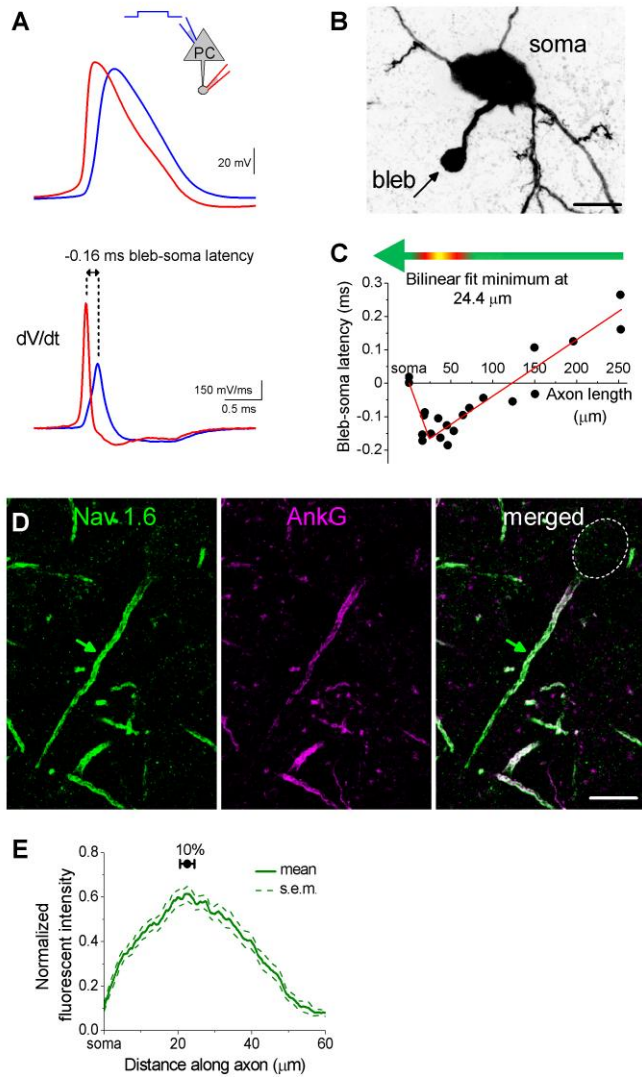 A
PC
20 mV
-0.16 ms bleb-soma latency
dV/dt
150 mV/ms
0.5 ms
B
soma
bleb
C
Bilinear fit minimum at
24.4 μm
Bleb-soma latency (ms)
0.3
0.2
0.1
0
-0.1
-0.2
soma
50
100
150
200
250
Axon length
(μm)
D
Nav 1.6
AnkG
merged
E
10%
mean
s.e.m.
Normalized
fluorescent intensity
0.8
0.6
0.4
0.2
0.0
soma
20
40
60
Distance along axon (μm)